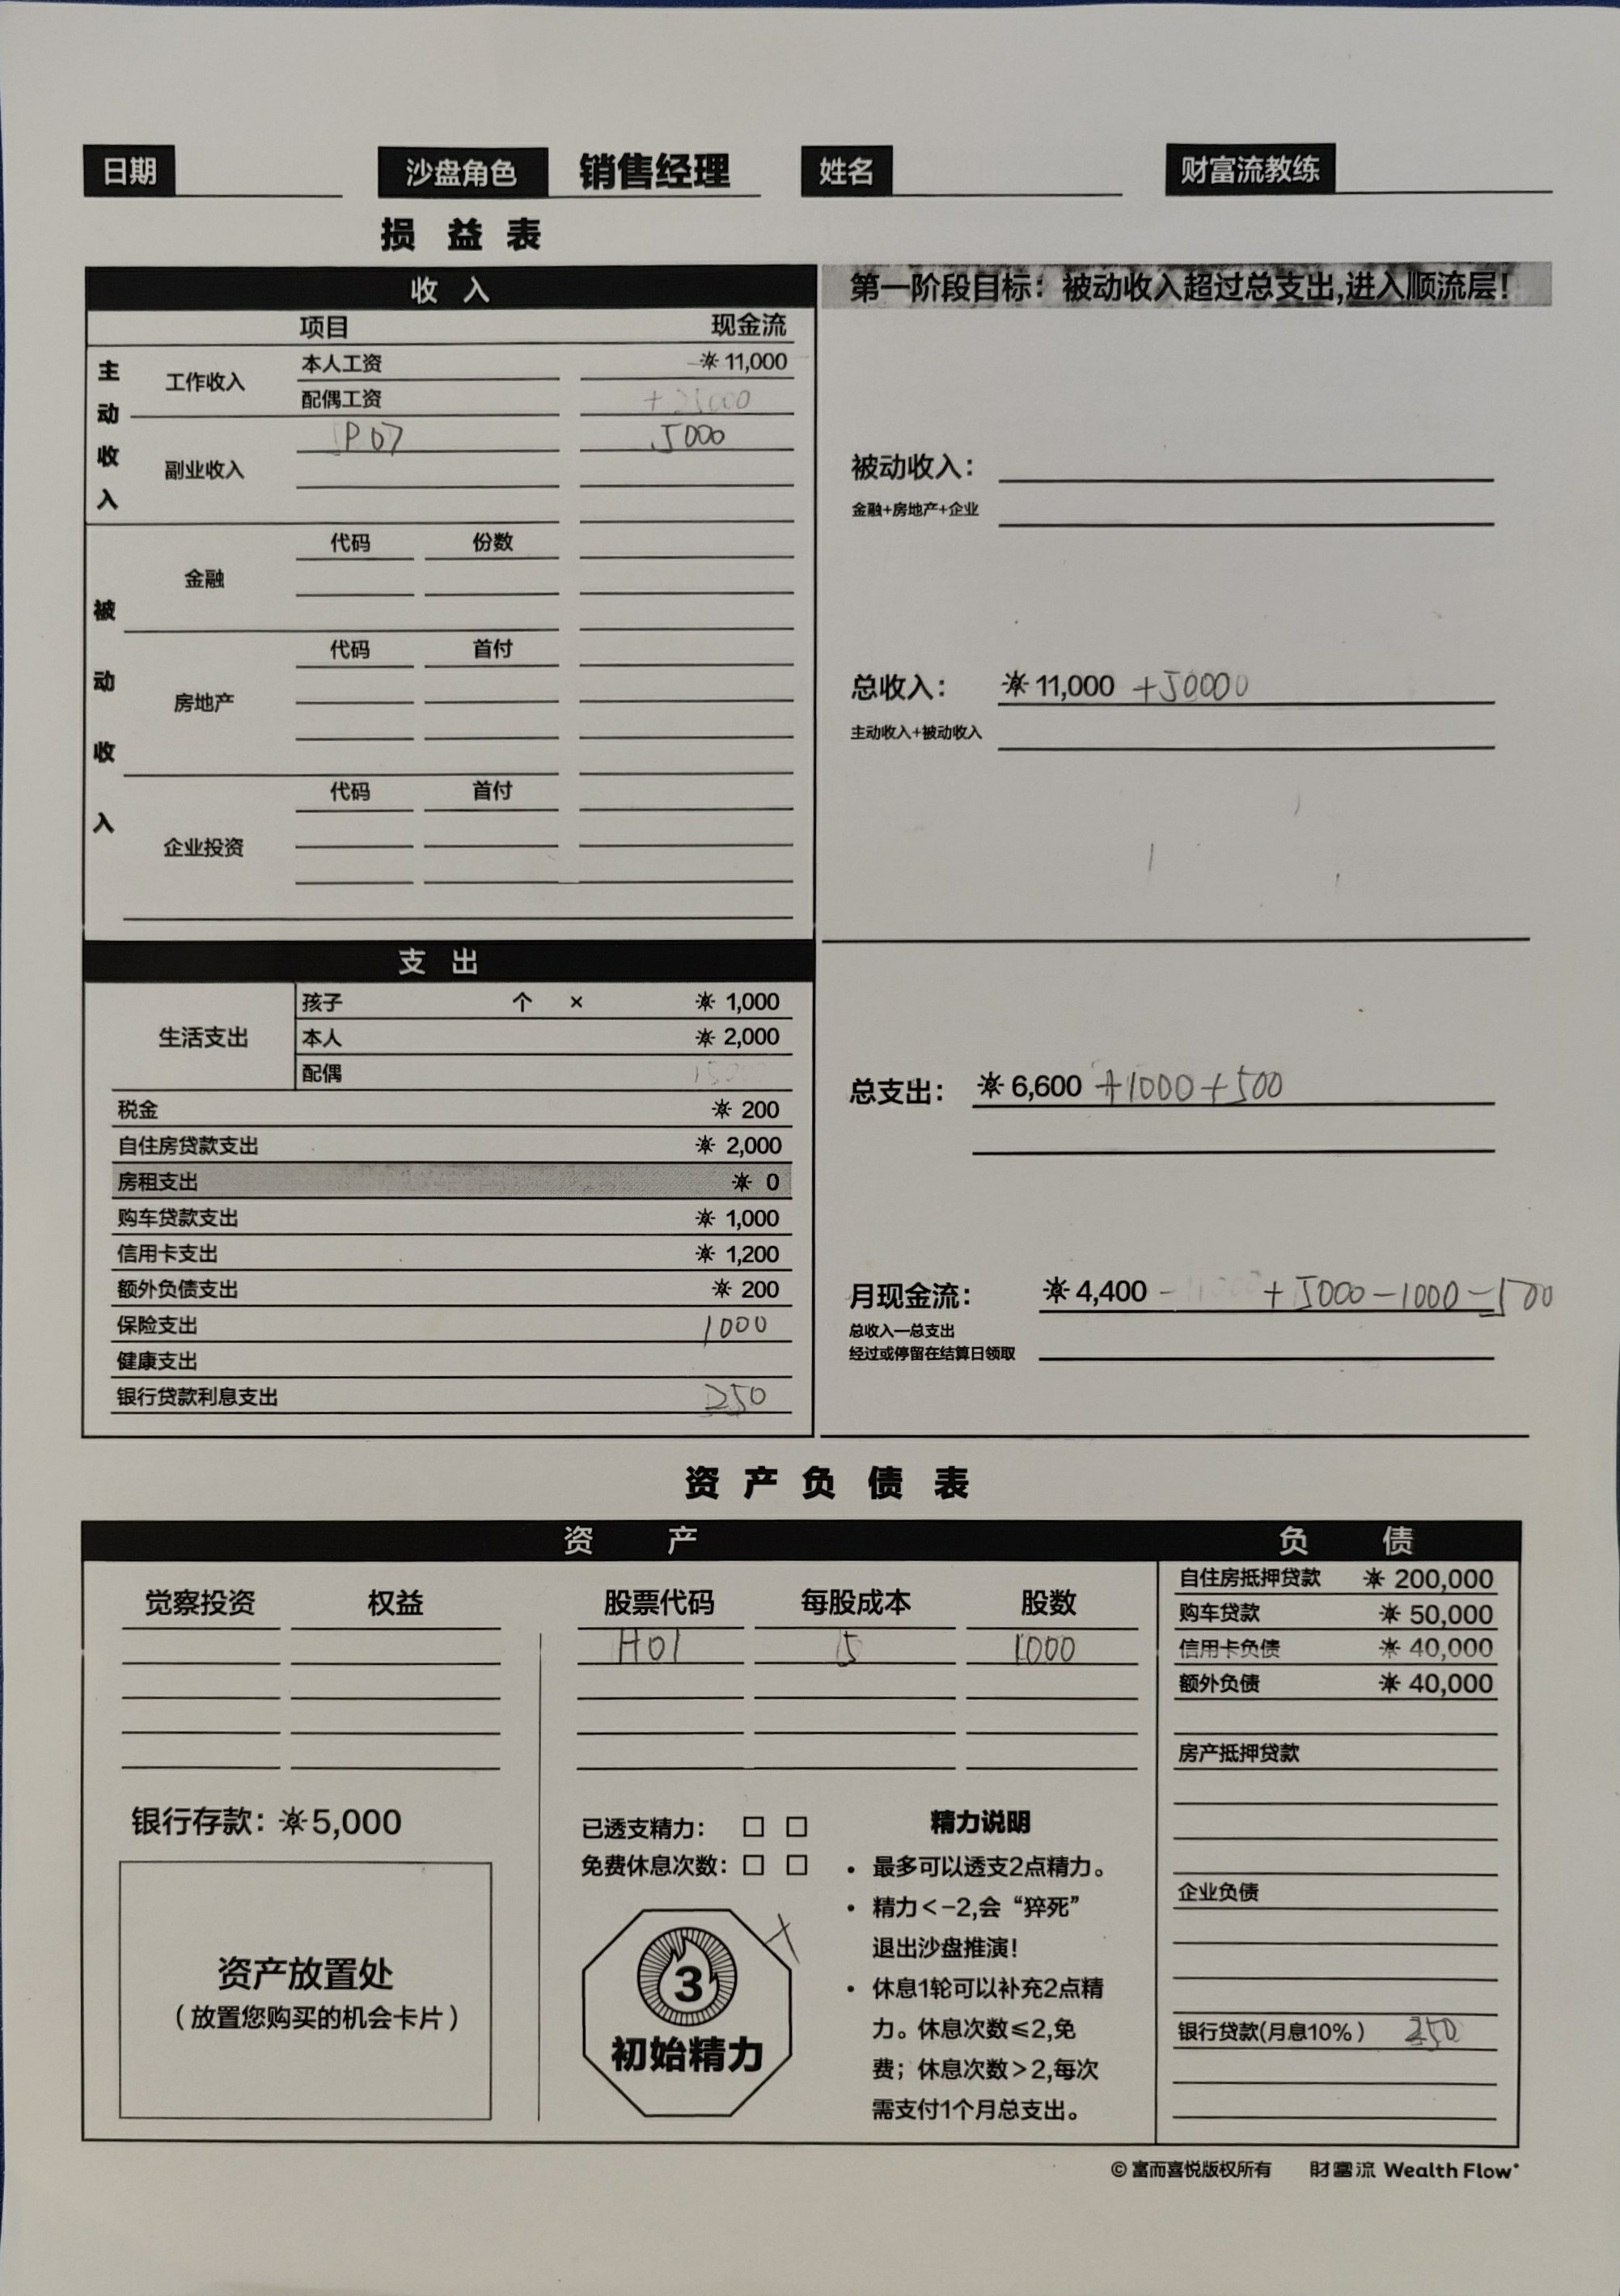 日期 沙盘角色 销售经理 姓名 财富流教练
损益表
收入
第一阶段目标：被动收入超过总支出,进入顺流层！
项目 现金流
主动收入
工作收入
本人工资 11,000
配偶工资
副业收入
P07 5000
被动收入
金融
代码 份数
房地产
代码 首付
企业投资
代码 首付
被动收入：
金融+房地产+企业
总收入： 11,000 +50000
主动收入+被动收入
支出
生活支出
孩子 个 × 1,000
本人 2,000
配偶
税金 200
自住房贷款支出 2,000
房租支出 0
购车贷款支出 1,000
信用卡支出 1,200
额外负债支出 200
保险支出 1000
健康支出
银行贷款利息支出 250
总支出： 6,600 +1000+500
月现金流： 4,400 - + 5000-1000-500
总收入—总支出
经过或停留在结算日领取
资产负债表
资产
觉察投资 权益
股票代码 每股成本 股数
H01 5 1000
银行存款： 5,000
资产放置处
（放置您购买的机会卡片）
已透支精力： □ □
免费休息次数：□ □
3
初始精力
精力说明
• 最多可以透支2点精力。
• 精力<-2,会“猝死”
退出沙盘推演！
• 休息1轮可以补充2点精
力。休息次数≤2,免
费；休息次数>2,每次
需支付1个月总支出。
负债
自住房抵押贷款 200,000
购车贷款 50,000
信用卡负债 40,000
额外负债 40,000
房产抵押贷款
企业负债
银行贷款(月息10%) 250
© 富而喜悦版权所有 财富流 Wealth Flow